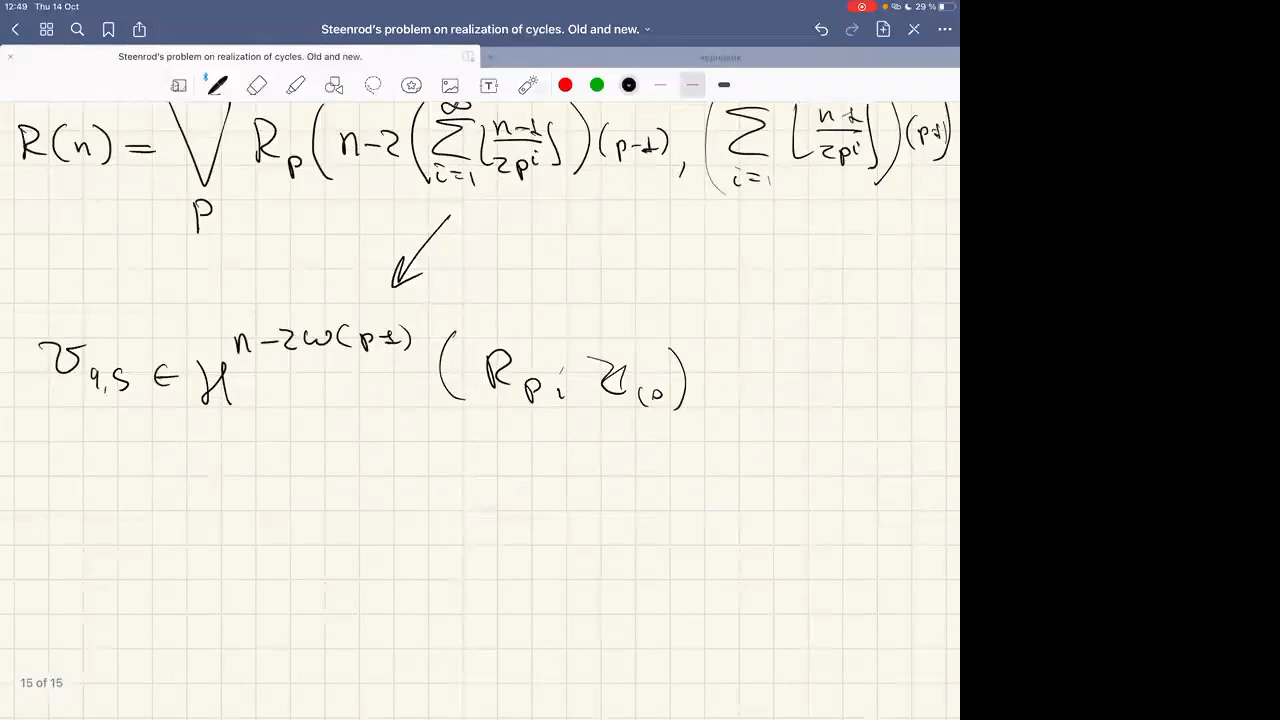 12:49 Thu 14 Oct 29 %
Steenrod's problem on realization of cycles. Old and new.
Steenrod's problem on realization of cycles. Old and new.
R(n) = ⋁_p R_p(n-2(∑_{i=1}^∞ ⌊(n-1)/(2p^i)⌋)(p-1), (∑_{i=1} ⌊(n-1)/(2p^i)⌋)(p-1)
𝓋_{q,s} ∈ H^{n-2ω(p-1)} (R_p; Z_(p)
15 of 15